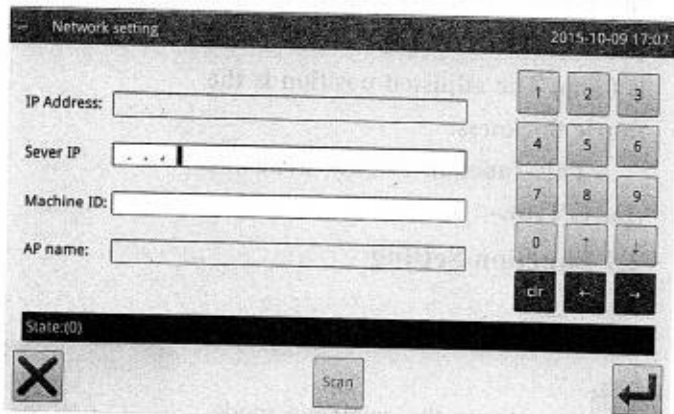 Network setting
2015-10-09 17:07
IP Address:
1 2 3
Sever IP . . .
4 5 6
Machine ID:
7 8 9
AP name:
0 ↑ ↓
clr ← →
State:(0)
Scan